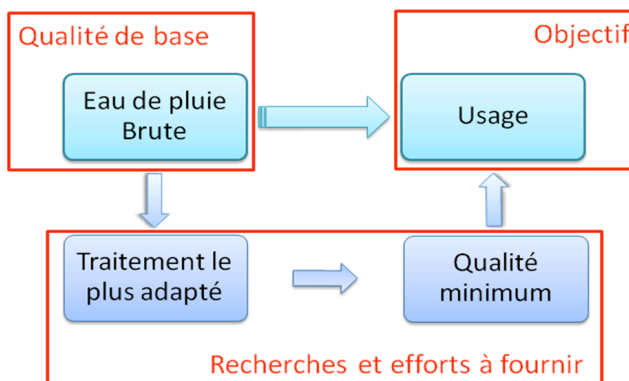 Qualité de base
Objectif
Eau de pluie
Brute
Usage
Traitement le
plus adapté
Qualité
minimum
Recherches et efforts à fournir